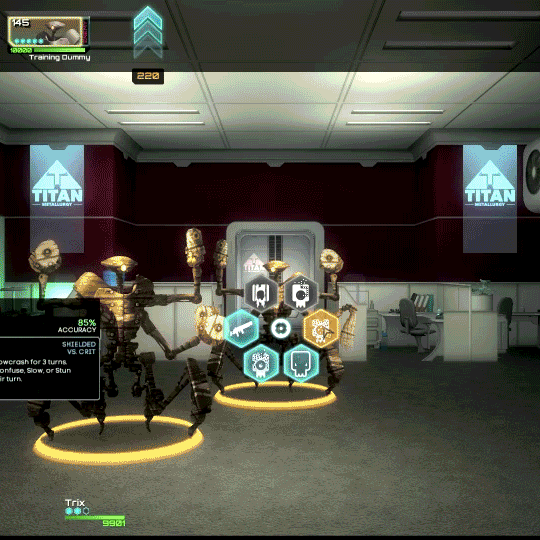 145
10000
Training Dummy
220
TITAN
METALLURGY
TITAN
METALLURGY
85%
ACCURACY
SHIELDED
VS. CRIT
owcrash for 3 turns.
onfuse, Slow, or Stun
ir turn.
Trix
9901